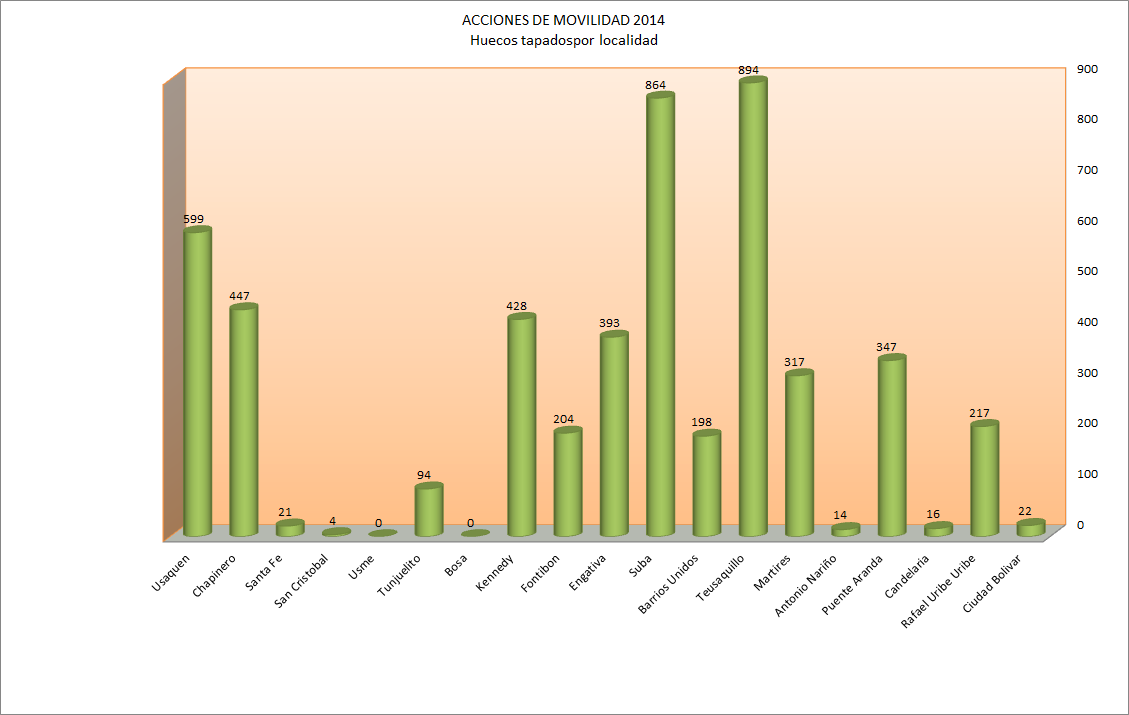 ACCIONES DE MOVILIDAD 2014
Huecos tapadospor localidad
900
800
700
600
500
400
300
200
100
0
599
447
21
4
0
94
0
428
204
393
864
198
894
317
14
347
16
217
22
Usaquen
Chapinero
Santa Fe
San Cristobal
Usme
Tunjuelito
Bosa
Kennedy
Fontibon
Engativa
Suba
Barrios Unidos
Teusaquillo
Martires
Antonio Nariño
Puente Aranda
Candelaria
Rafael Uribe Uribe
Ciudad Bolivar